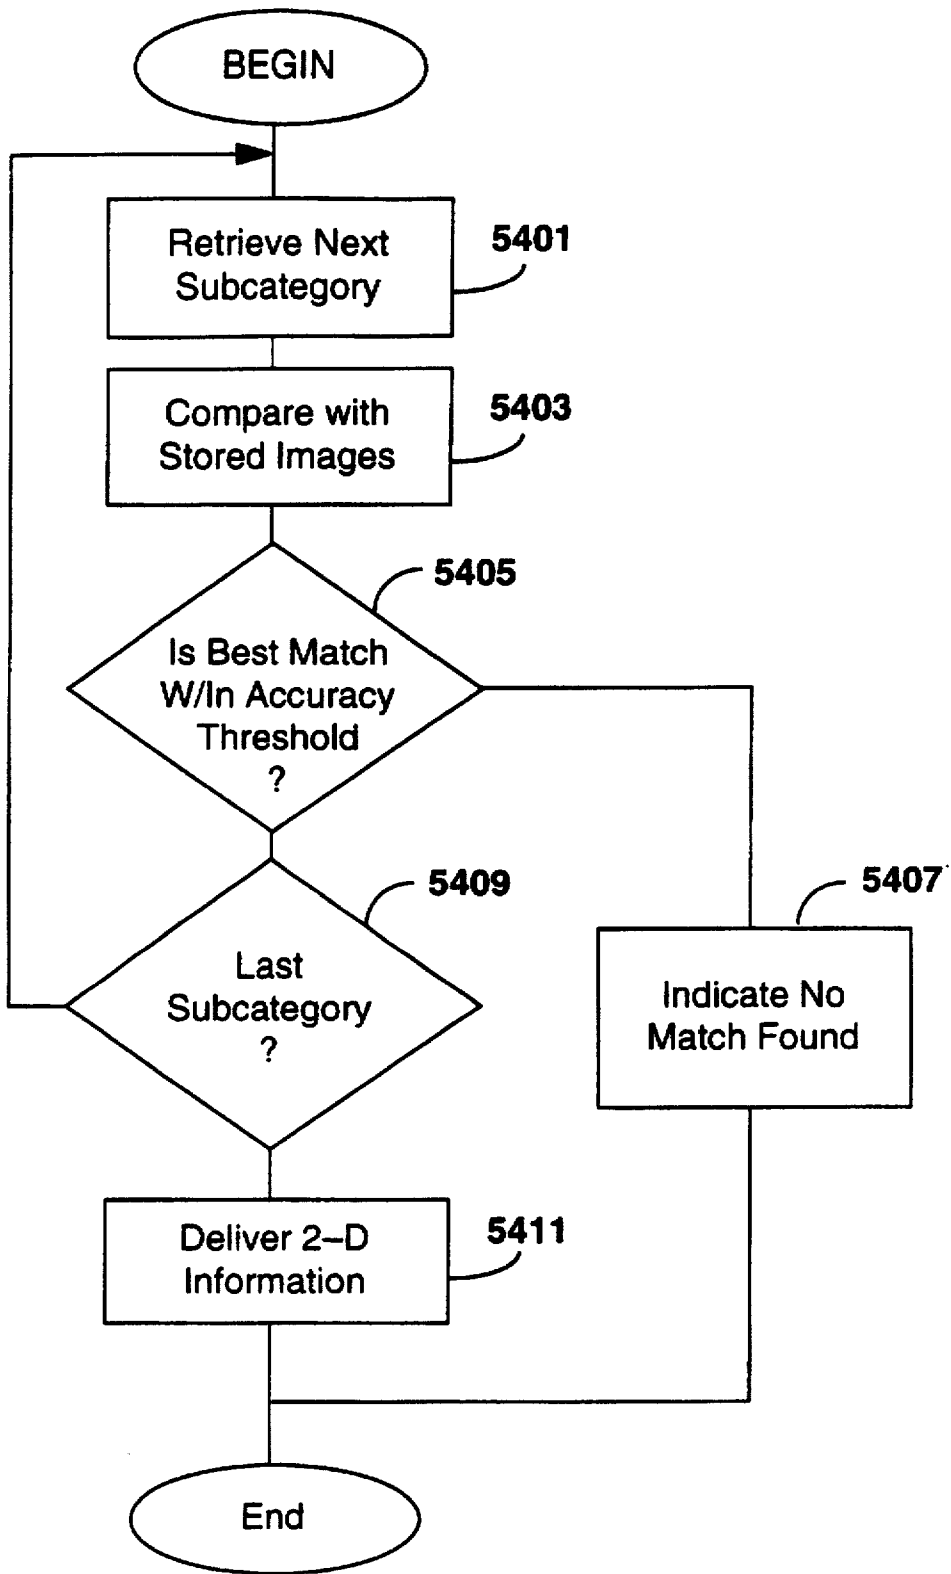 BEGIN
Retrieve Next
Subcategory
5401
Compare with
Stored Images
5403
5405
Is Best Match
W/In Accuracy
Threshold
?
5409
Last
Subcategory
?
5407
Indicate No
Match Found
Deliver 2–D
Information
5411
End